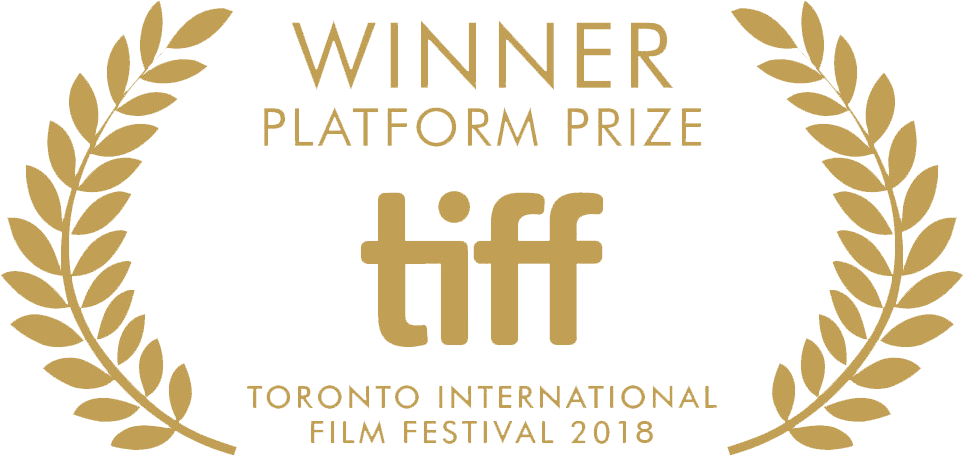 WINNER
PLATFORM PRIZE
tiff
TORONTO INTERNATIONAL
FILM FESTIVAL 2018